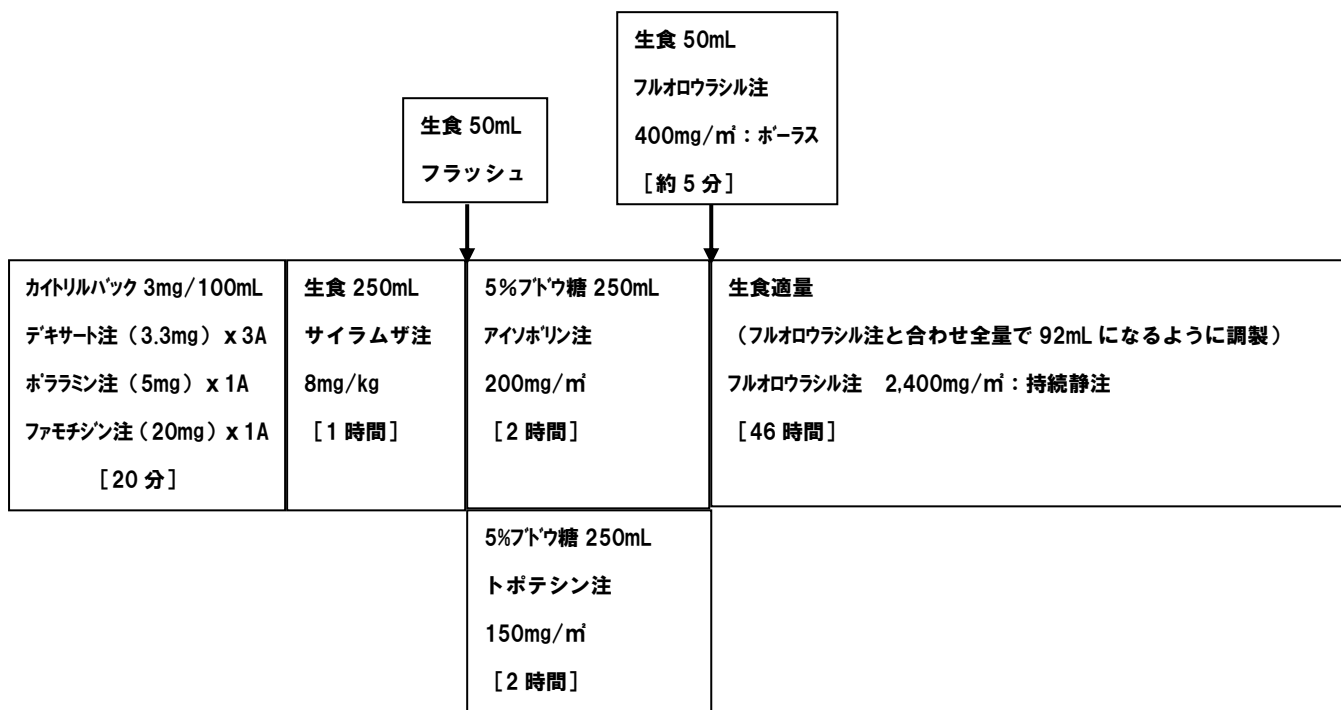 生食 50mL
フルオロウラシル注
400mg/㎡：ボーラス
［約 5 分］
生食 50mL
フラッシュ
カイトリルバック 3mg/100mL
デキサート注（3.3mg）ｘ3A
ポララミン注（5mg）ｘ1A
ファモチジン注（20mg）ｘ1A
［20 分］
生食 250mL
サイラムザ注
8mg/kg
［1 時間］
5%ブドウ糖 250mL
アイソボリン注
200mg/㎡
［2 時間］
生食適量
（フルオロウラシル注と合わせ全量で 92mL になるように調製）
フルオロウラシル注　2,400mg/㎡：持続静注
［46 時間］
5%ブドウ糖 250mL
トポテシン注
150mg/㎡
［2 時間］